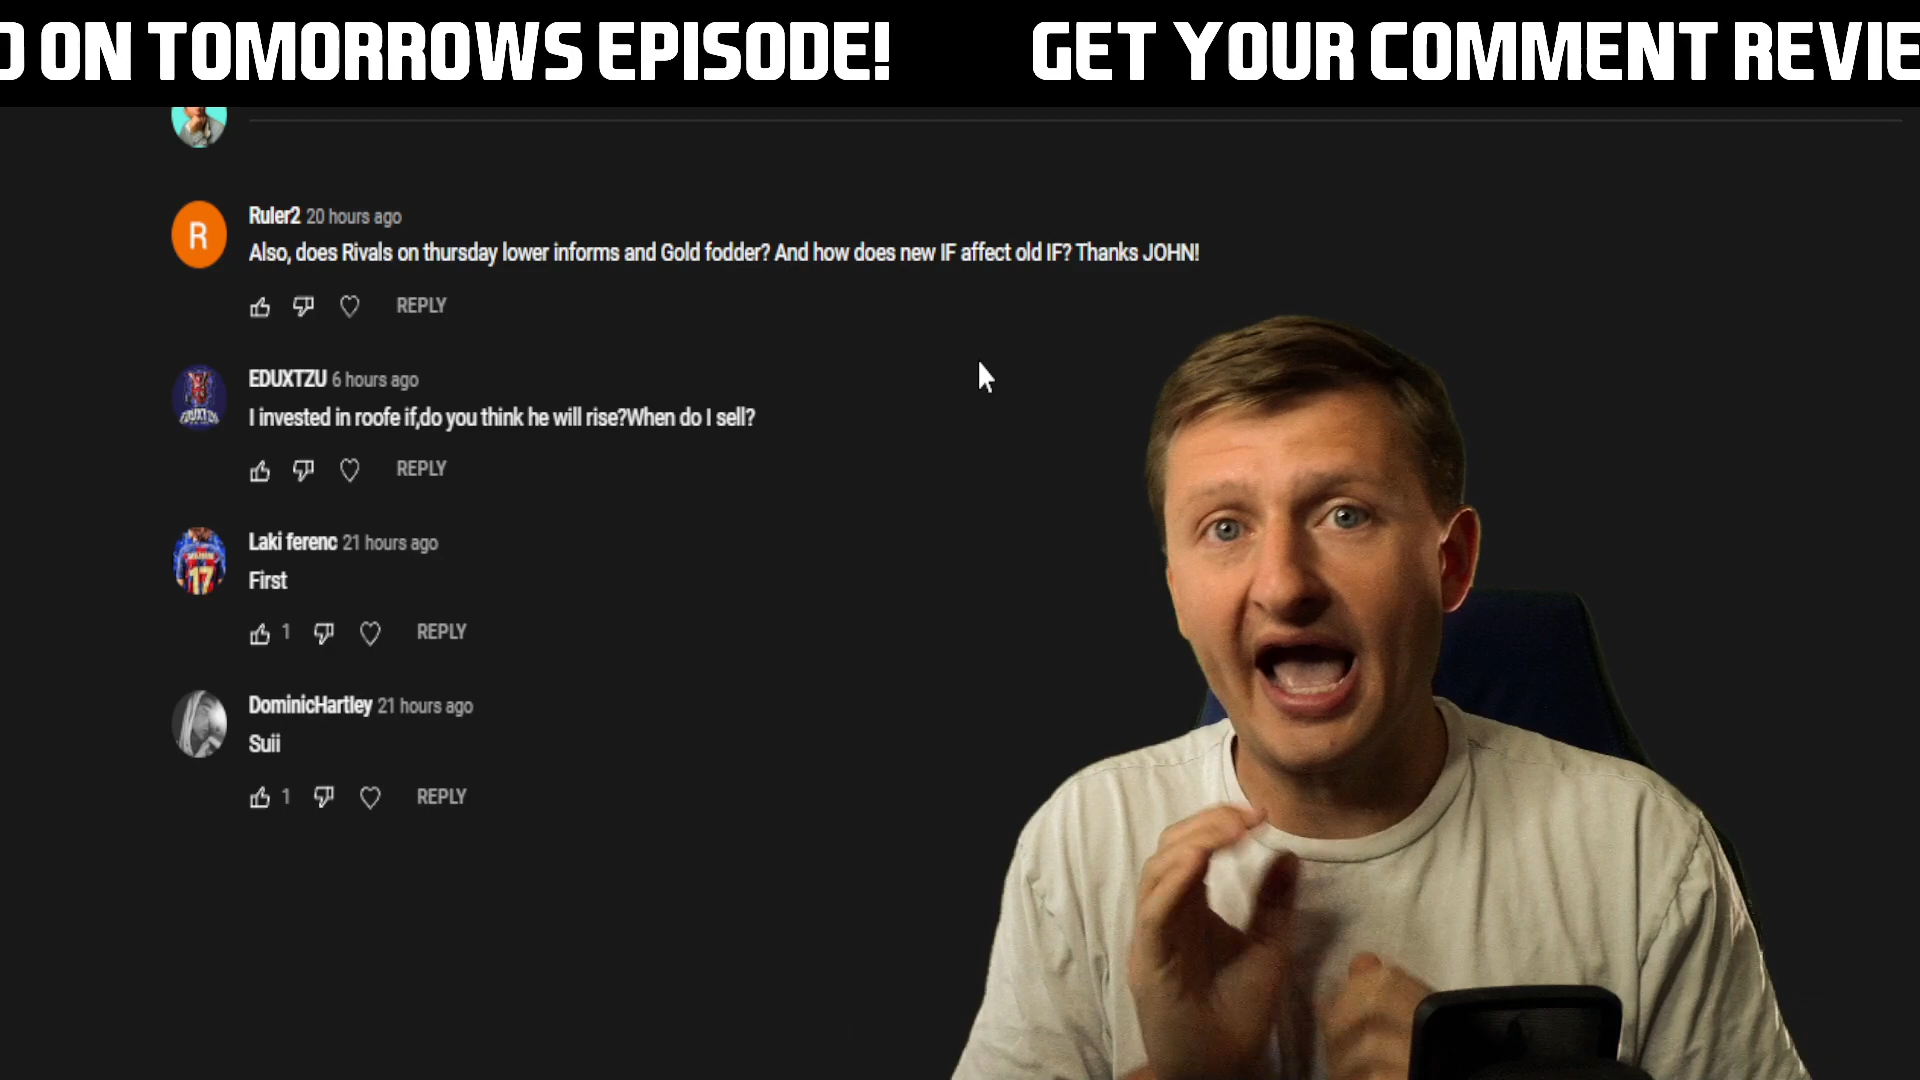 D ON TOMORROWS EPISODE! GET YOUR COMMENT REVIE
R
Ruler2 20 hours ago
Also, does Rivals on thursday lower informs and Gold fodder? And how does new IF affect old IF? Thanks JOHN!
REPLY
EDUXTZU 6 hours ago
I invested in roofe if,do you think he will rise?When do I sell?
REPLY
Laki ferenc 21 hours ago
17
First
1 REPLY
DominicHartley 21 hours ago
Suii
1 REPLY